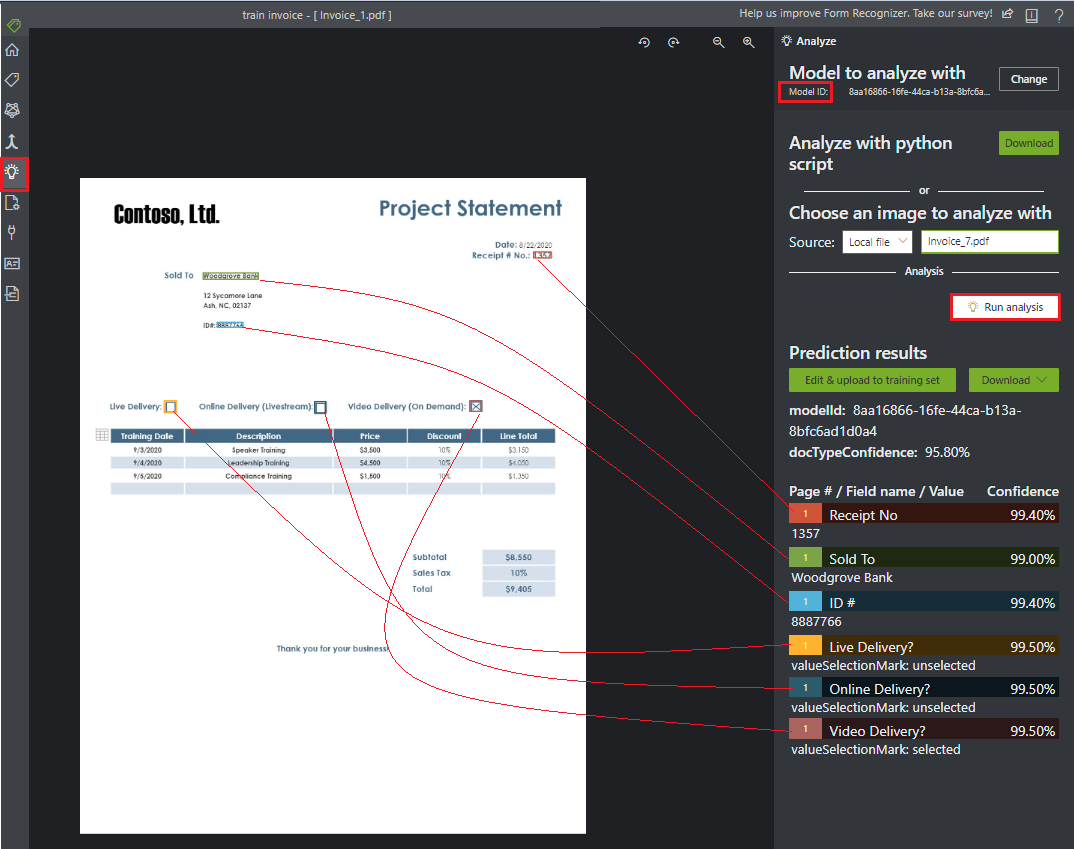 train invoice - [ Invoice_1.pdf ]
Help us improve Form Recognizer. Take our survey!
?
Analyze
Model to analyze with
Change
Model ID: 8aa16866-16fe-44ca-b13a-8bfc6a...
Analyze with python
script
Download
or
Choose an image to analyze with
Source: Local file Invoice_7.pdf
Analysis
Run analysis
Prediction results
Edit & upload to training set Download
modelId: 8aa16866-16fe-44ca-b13a-
8bfc6ad1d0a4
docTypeConfidence: 95.80%
Page # / Field name / Value Confidence
1 Receipt No 99.40%
1357
1 Sold To 99.00%
Woodgrove Bank
1 ID # 99.40%
8887766
1 Live Delivery? 99.50%
valueSelectionMark: unselected
1 Online Delivery? 99.50%
valueSelectionMark: unselected
1 Video Delivery? 99.50%
valueSelectionMark: selected
Contoso, Ltd.
Project Statement
Date: 8/22/2020
Receipt # No.: 1357
Sold To Woodgrove Bank
12 Sycamore Lane
Ash, NC, 02137
ID#: 8887766
Live Delivery: Online Delivery (Livestream): Video Delivery (On Demand):
Training Date Description Price Discount Line Total
9/3/2020 Speaker Training $3,500 10% $3,150
9/4/2020 Leadership Training $4,500 10% $4,050
9/5/2020 Compliance Training $1,500 10% $1,350
Subtotal $8,550
Sales Tax 10%
Total $9,405
Thank you for your business!